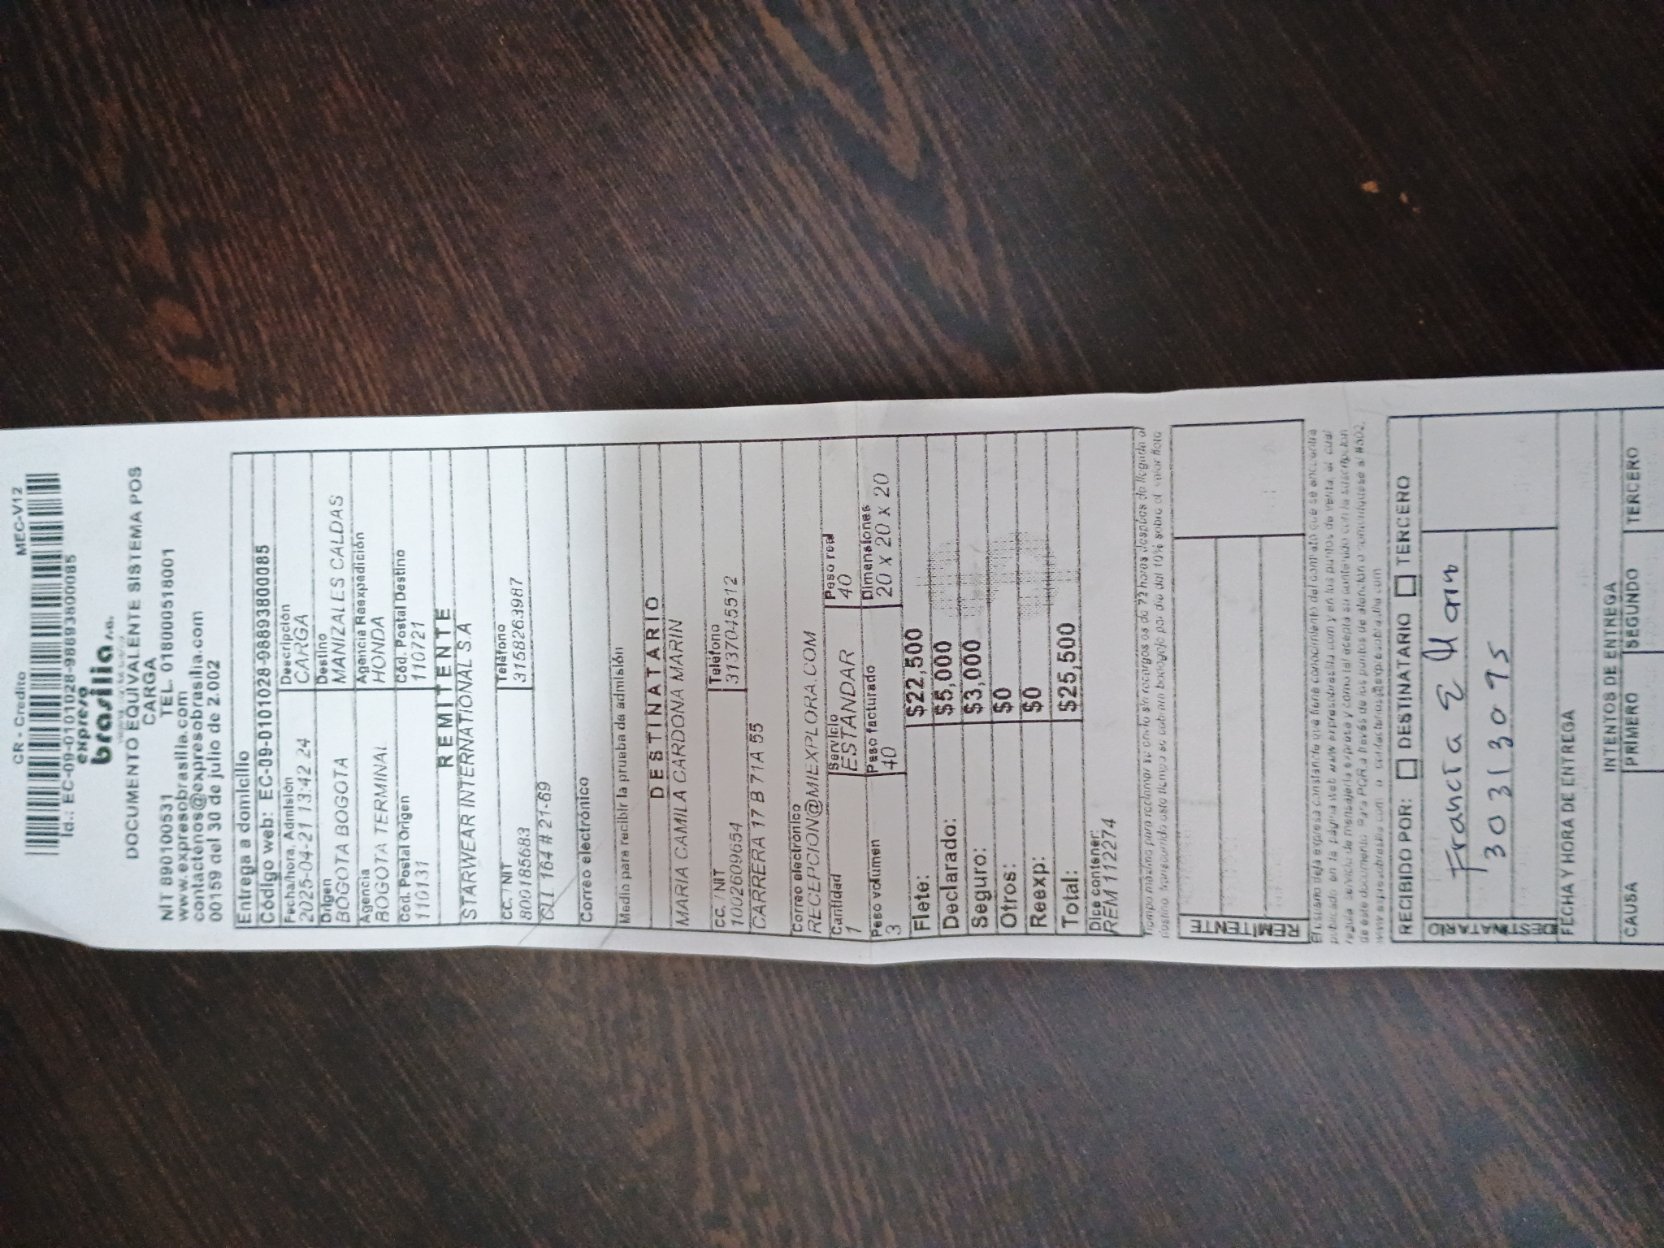 CR - Credito MEC-V12
Id.: EC-09-0101028-9889380085
expreso
brasilia s.a.
DOCUMENTO EQUIVALENTE SISTEMA POS
CARGA
NIT 890100531 TEL. 018000518001
www.expresobrasilia.com
contactenos@expresobrasilia.com
00159 del 30 de julio de 2.002
Entrega a domicilio
Código web: EC-09-0101028-9889380085
Fecha/hora, Admisión Descripción
2025-04-21 13:42:24 CARGA
Origen Destino
BOGOTA BOGOTA MANIZALES CALDAS
Agencia Agencia Reexpedición
BOGOTA TERMINAL HONDA
Cód. Postal Origen Cód. Postal Destino
110131 110721
REMITENTE
STARWEAR INTERNATIONAL S.A
CC. / NIT Teléfono
800185683 3158263987
CLL 164 # 21-69
Correo electrónico
Medio para recibir la prueba de admisión
DESTINATARIO
MARIA CAMILA CARDONA MARIN
CC. / NIT Teléfono
1002609654 3137045512
CARRERA 17 B 71A 55
Correo electrónico
RECEPCION@MIEXPLORA.COM
Cantidad Servicio Peso real
1 ESTANDAR 40
Peso volumen Peso facturado Dimensiones
3 40 20 x 20 x 20
Flete: $22,500
Declarado: $5,000
Seguro: $3,000
Otros: $0
Reexp: $0
Total: $25,500
Dice contener:
REM 112274
REMITENTE
RECIBIDO POR: DESTINATARIO TERCERO
DESTINATARIO
Francia E
30313075
FECHA Y HORA DE ENTREGA
INTENTOS DE ENTREGA
CAUSA PRIMERO SEGUNDO TERCERO